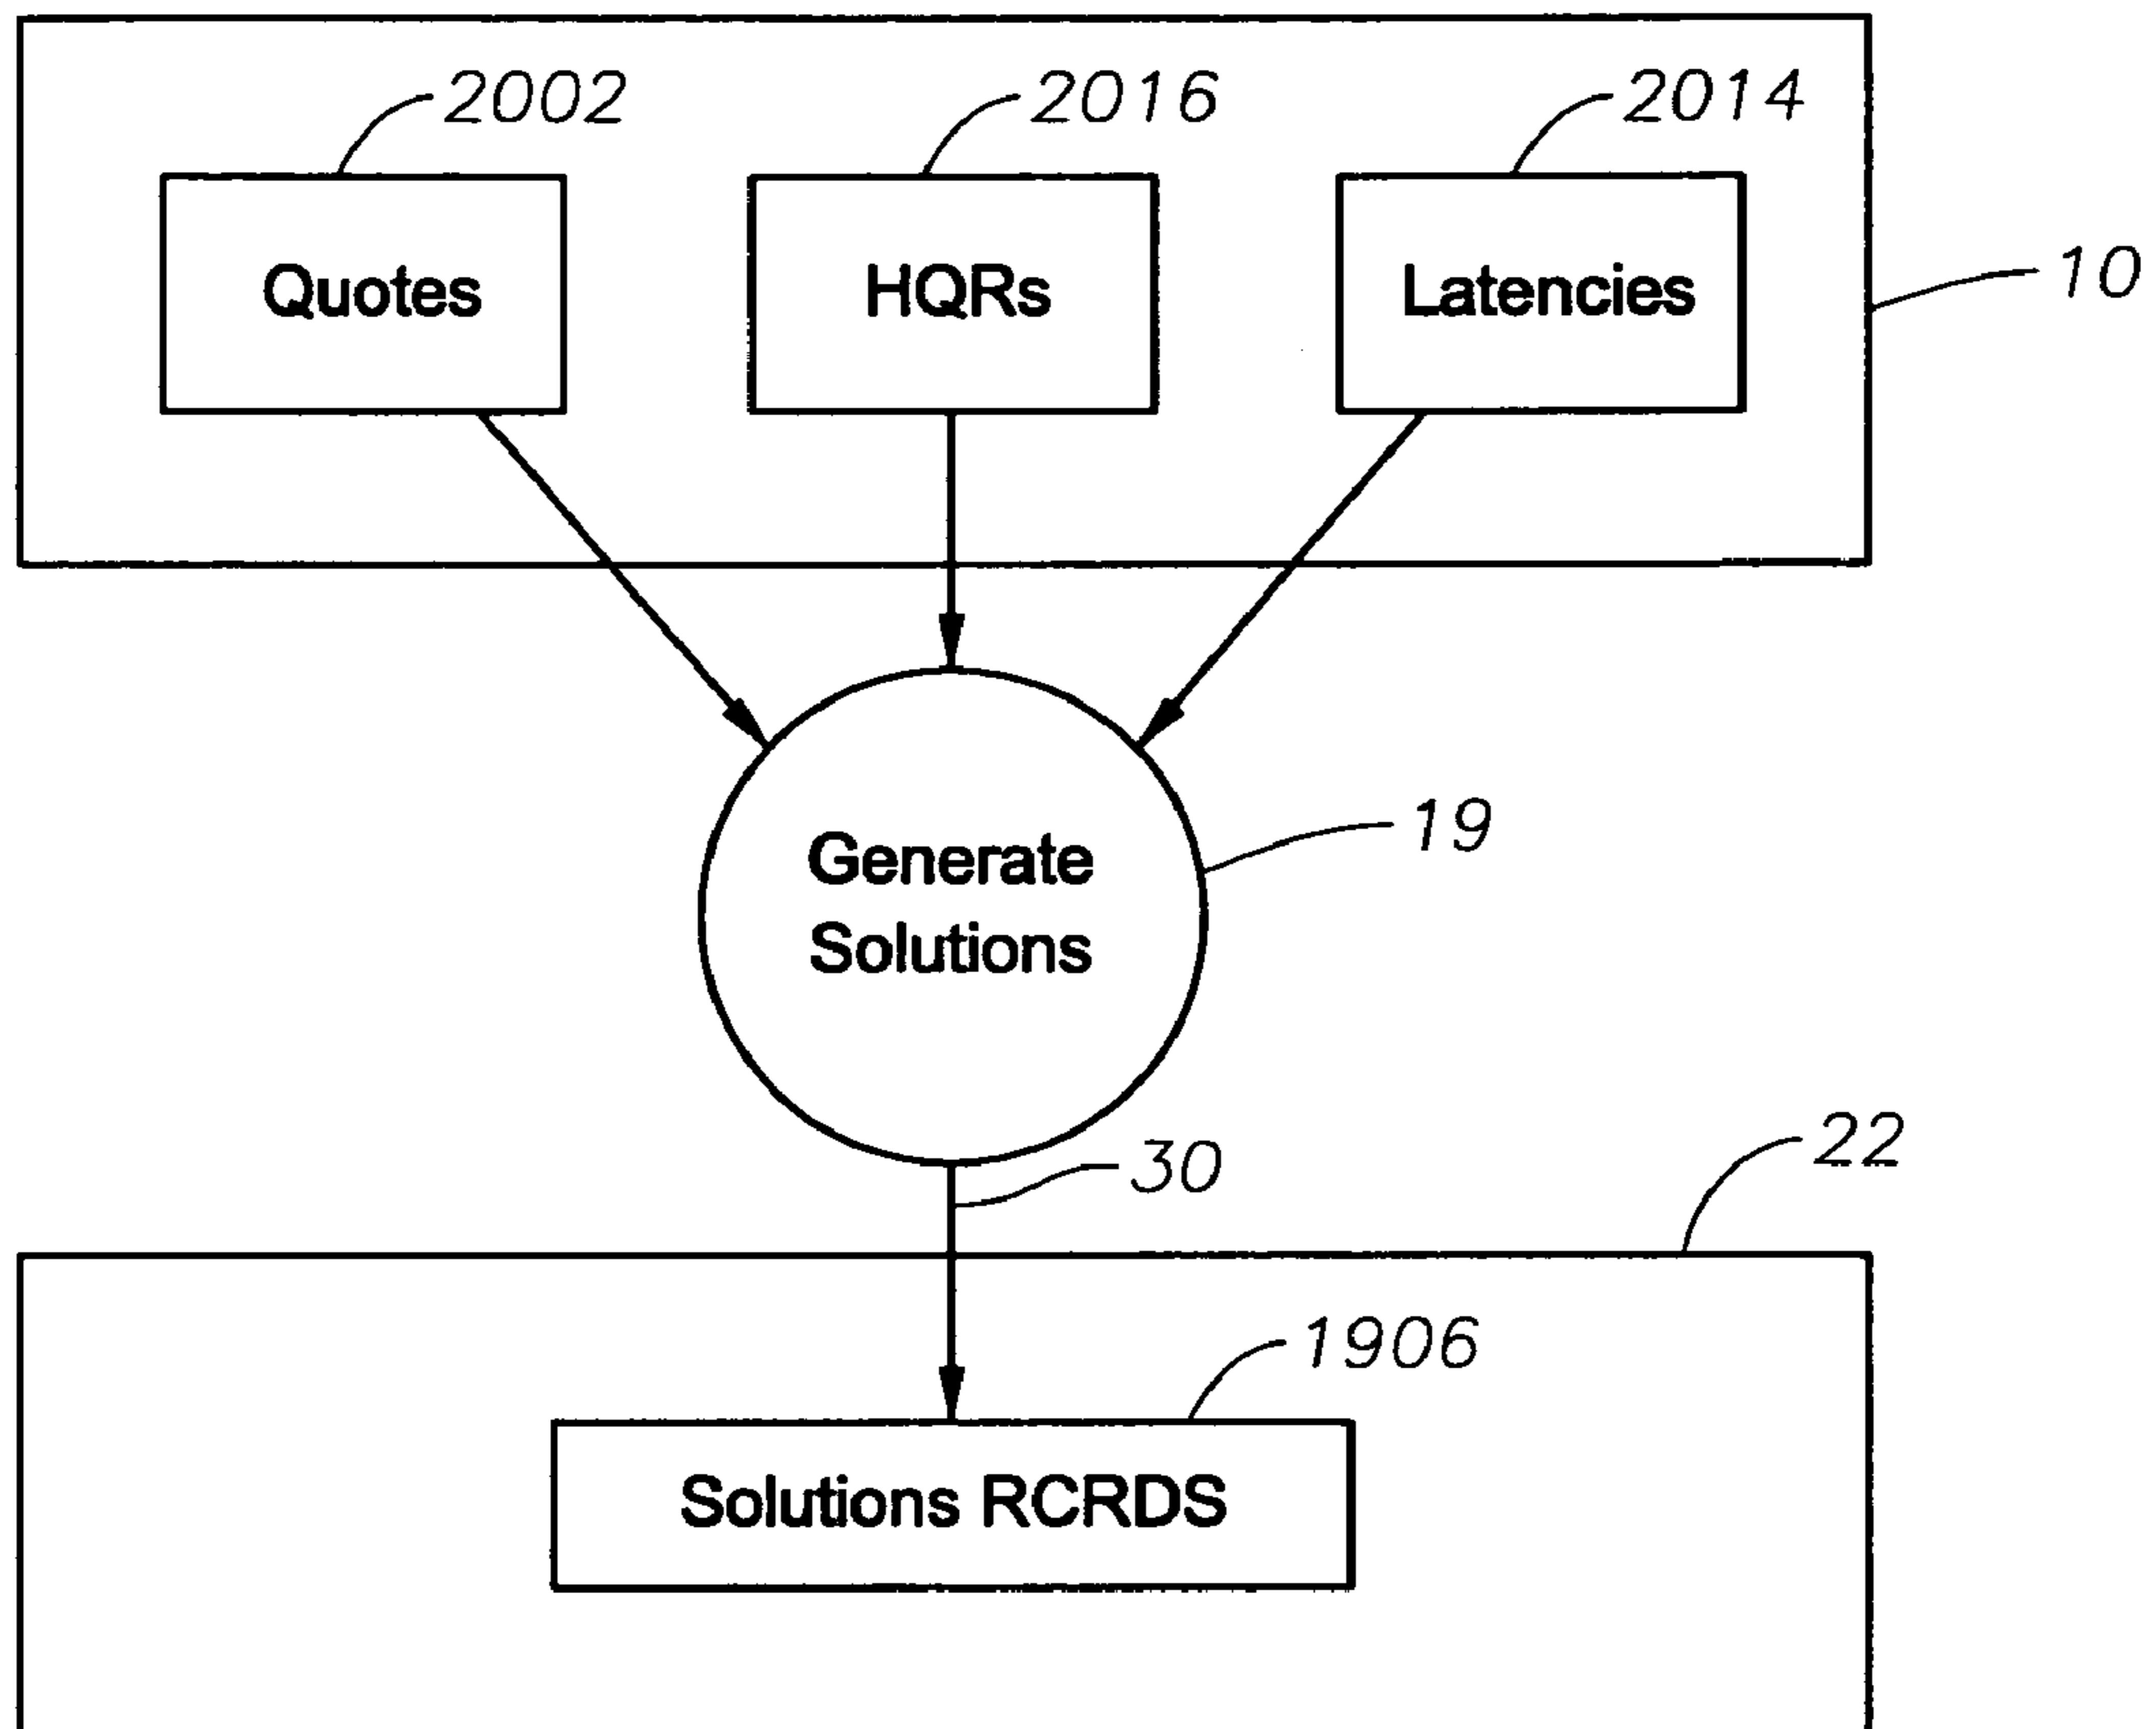 2002
2016
2014
Quotes
HQRs
Latencies
10
Generate
Solutions
19
30
22
1906
Solutions RCRDS